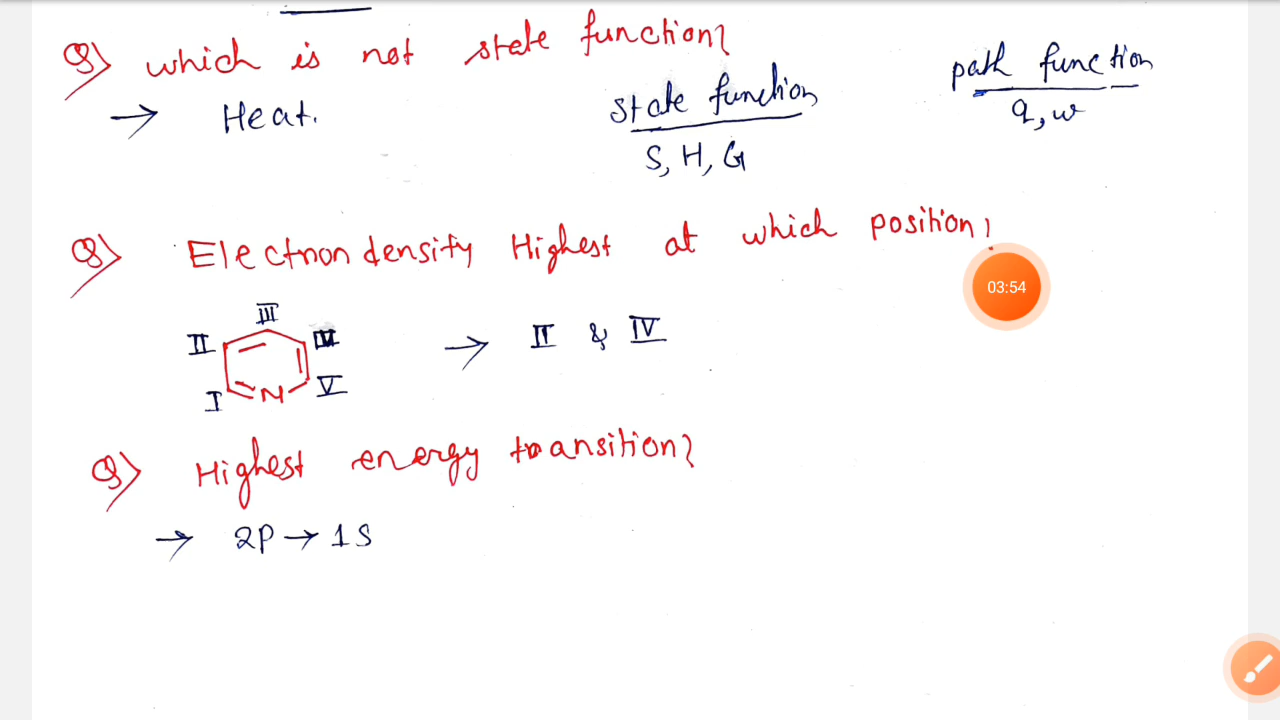 Q) which is not state function?
→ Heat.
state function
S, H, G
path function
q, w
Q) Electron density Highest at which position?
III
II IV
I N V
→ II & IV
03:54
Q) Highest energy transition?
→ 2P → 1S